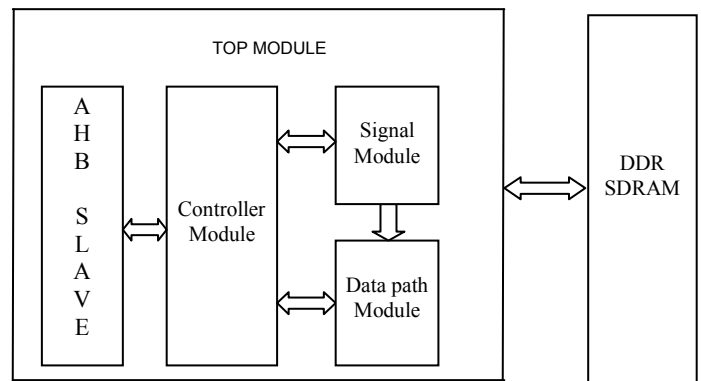 TOP MODULE
A
H
B
S
L
A
V
E
Controller
Module
Signal
Module
Data path
Module
DDR
SDRAM